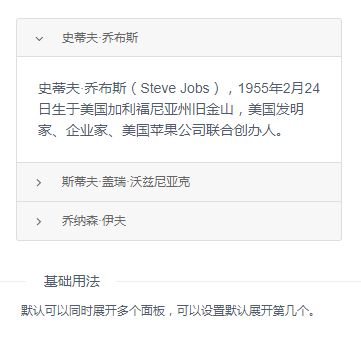 史蒂夫·乔布斯
史蒂夫·乔布斯（Steve Jobs），1955年2月24
日生于美国加利福尼亚州旧金山，美国发明
家、企业家、美国苹果公司联合创办人。
斯蒂夫·盖瑞·沃兹尼亚克
乔纳森·伊夫
基础用法
默认可以同时展开多个面板，可以设置默认展开第几个。